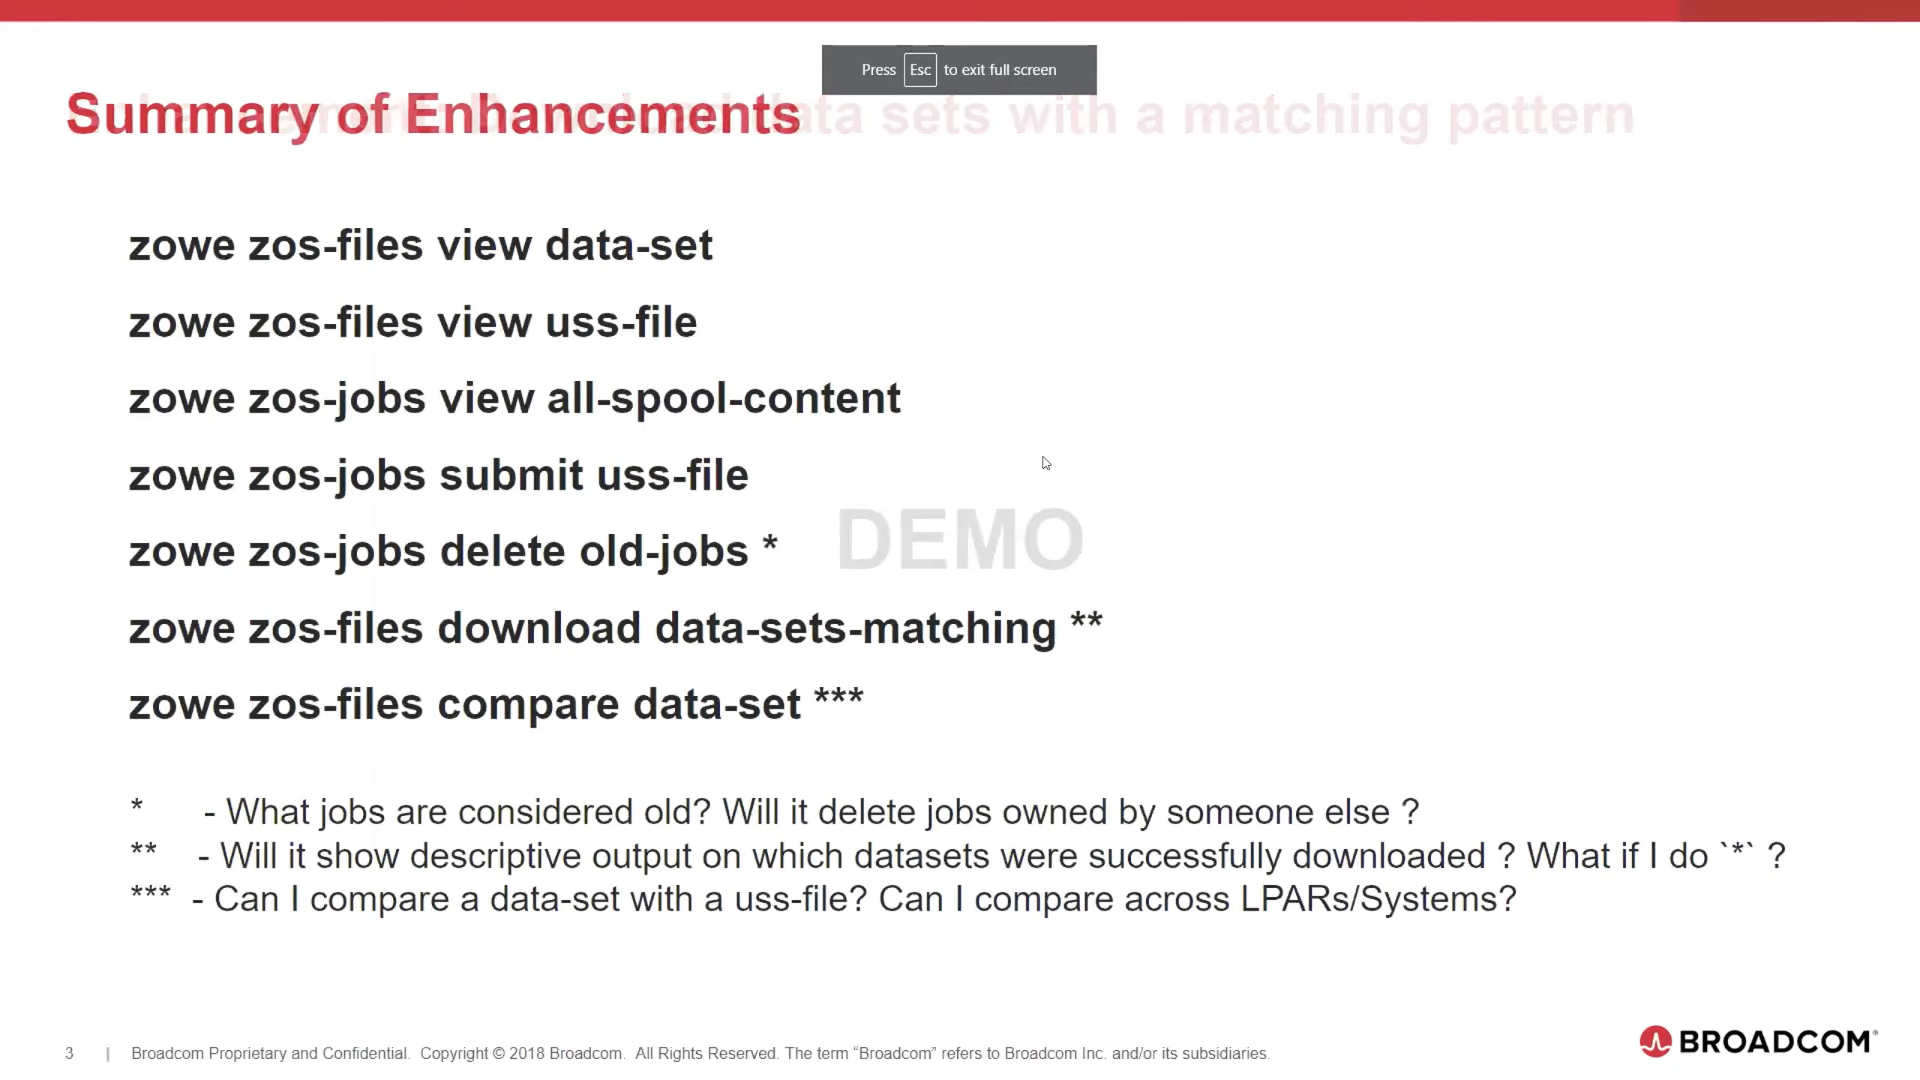 Press Esc to exit full screen
Summary of Enhancements
data sets with a matching pattern
zowe zos-files view data-set
zowe zos-files view uss-file
zowe zos-jobs view all-spool-content
zowe zos-jobs submit uss-file
DEMO
zowe zos-jobs delete old-jobs *
zowe zos-files download data-sets-matching **
zowe zos-files compare data-set ***
* - What jobs are considered old? Will it delete jobs owned by someone else ?
** - Will it show descriptive output on which datasets were successfully downloaded ? What if I do `*` ?
*** - Can I compare a data-set with a uss-file? Can I compare across LPARs/Systems?
3 | Broadcom Proprietary and Confidential. Copyright © 2018 Broadcom. All Rights Reserved. The term “Broadcom” refers to Broadcom Inc. and/or its subsidiaries.
BROADCOM®